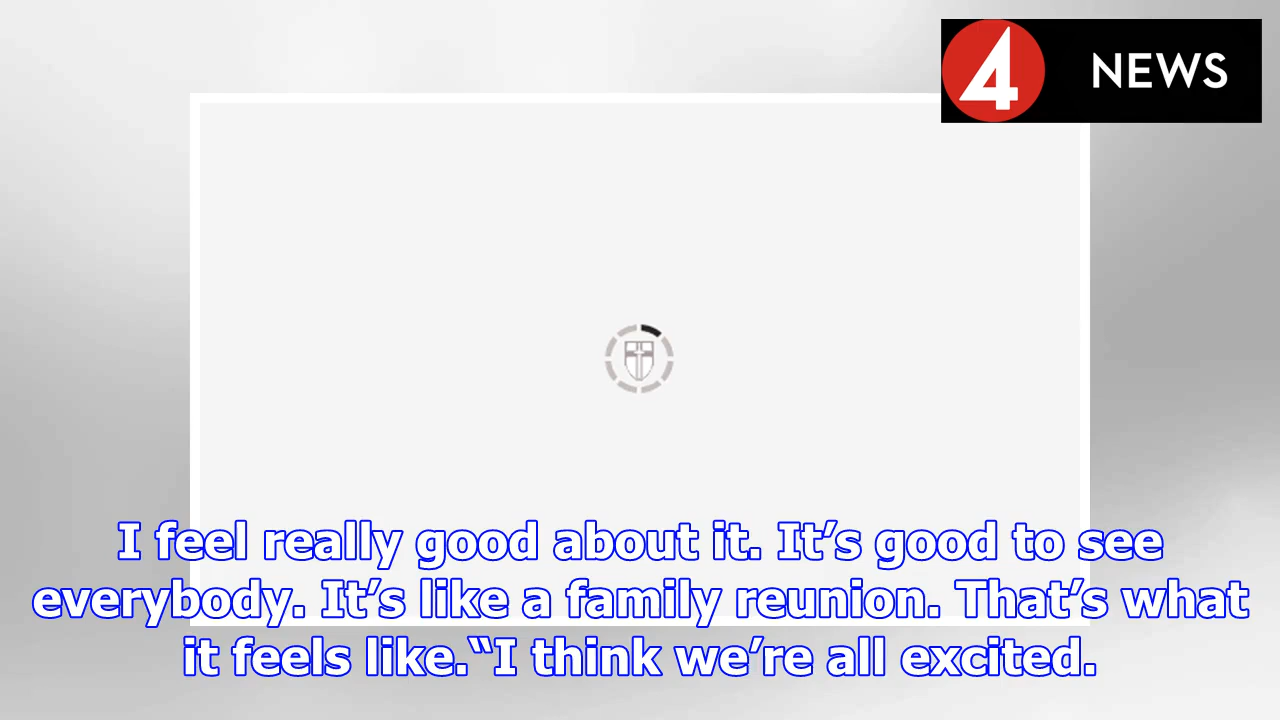 4 NEWS
I feel really good about it. It’s good to see
everybody. It’s like a family reunion. That’s what
it feels like.“I think we’re all excited.